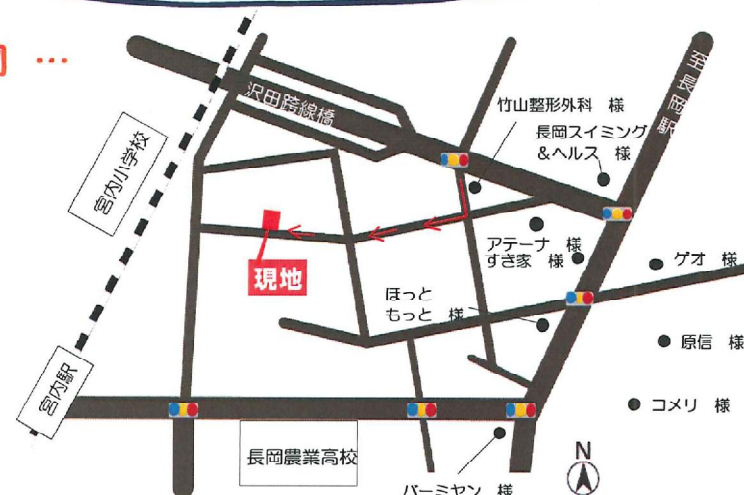 …
至長岡駅
沢田跨線橋
竹山整形外科 様
長岡スイミング
&ヘルス 様
宮内小学校
アテーナ 様
すき家 様
ゲオ 様
現地
ほっと
もっと 様
原信 様
宮内駅
コメリ 様
長岡農業高校
N
バーミヤン 様